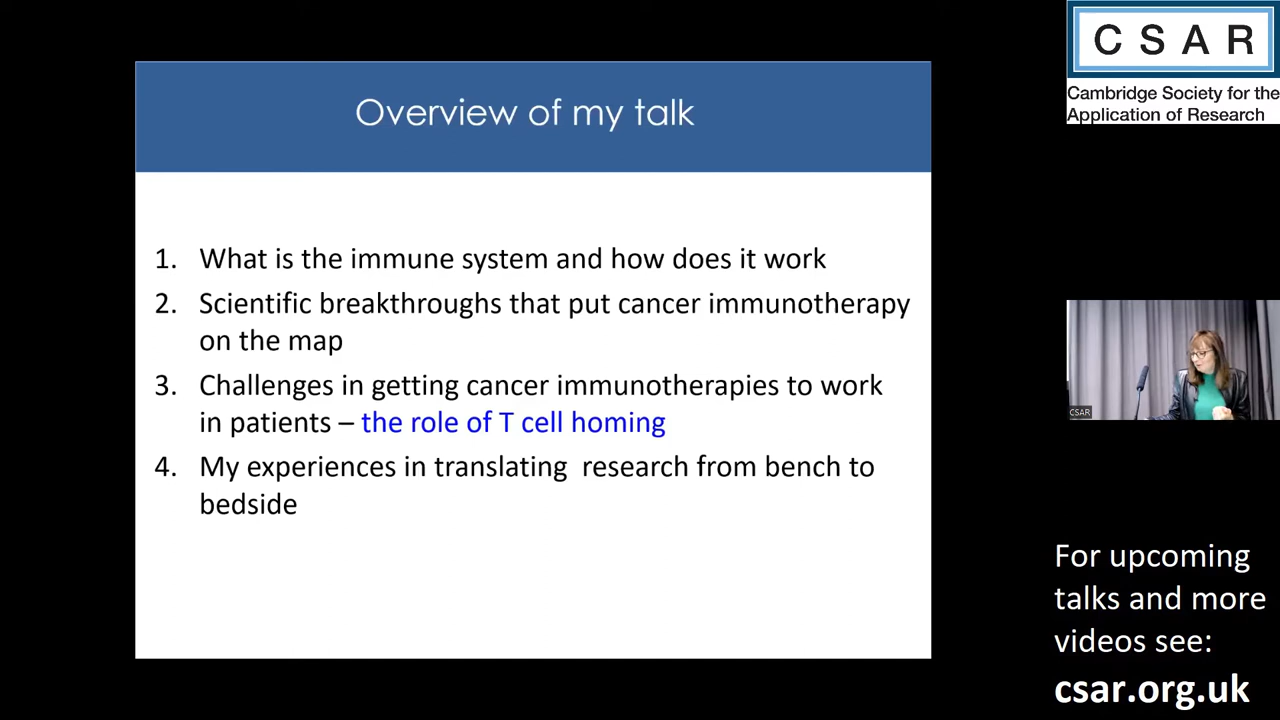 Overview of my talk
1. What is the immune system and how does it work
2. Scientific breakthroughs that put cancer immunotherapy
on the map
3. Challenges in getting cancer immunotherapies to work
in patients – the role of T cell homing
4. My experiences in translating  research from bench to
bedside
C S A R
Cambridge Society for the
Application of Research
CSAR
For upcoming
talks and more
videos see:
csar.org.uk